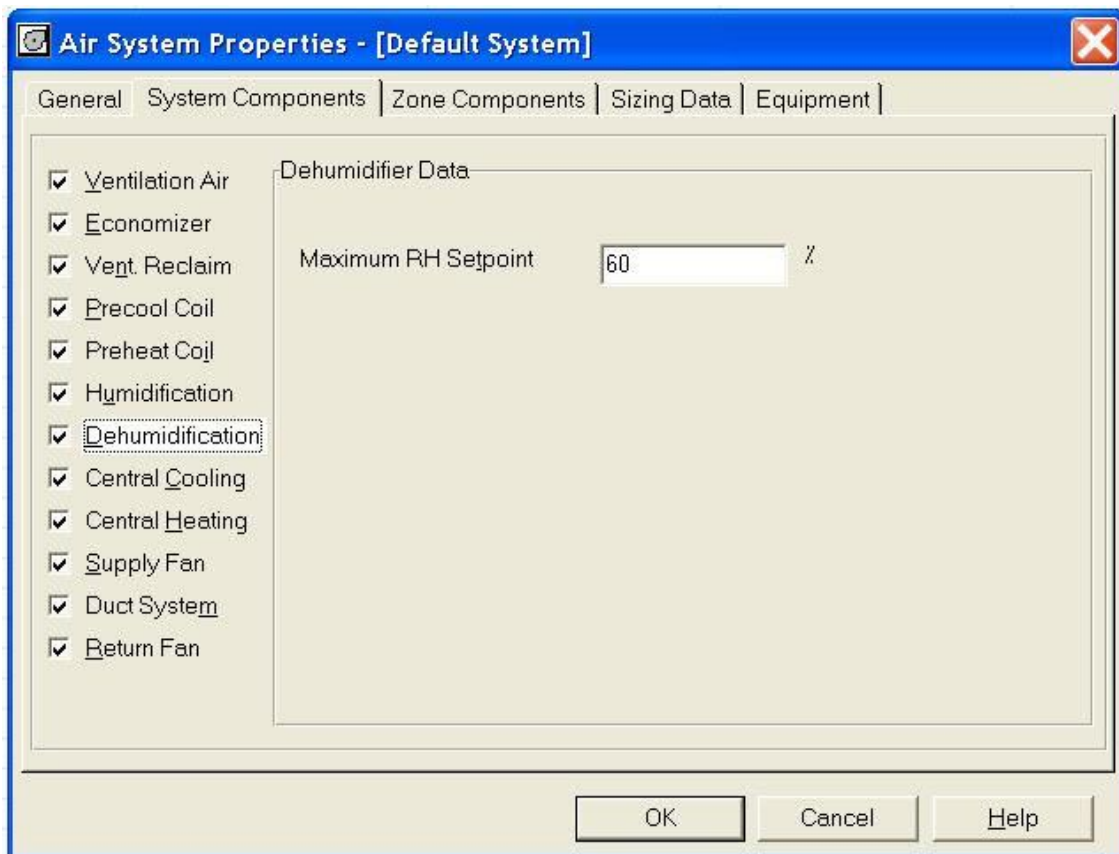 Air System Properties - [Default System]
General System Components Zone Components Sizing Data Equipment
Ventilation Air
Economizer
Vent. Reclaim
Precool Coil
Preheat Coil
Humidification
Dehumidification
Central Cooling
Central Heating
Supply Fan
Duct System
Return Fan
Dehumidifier Data
Maximum RH Setpoint 60 %
OK Cancel Help